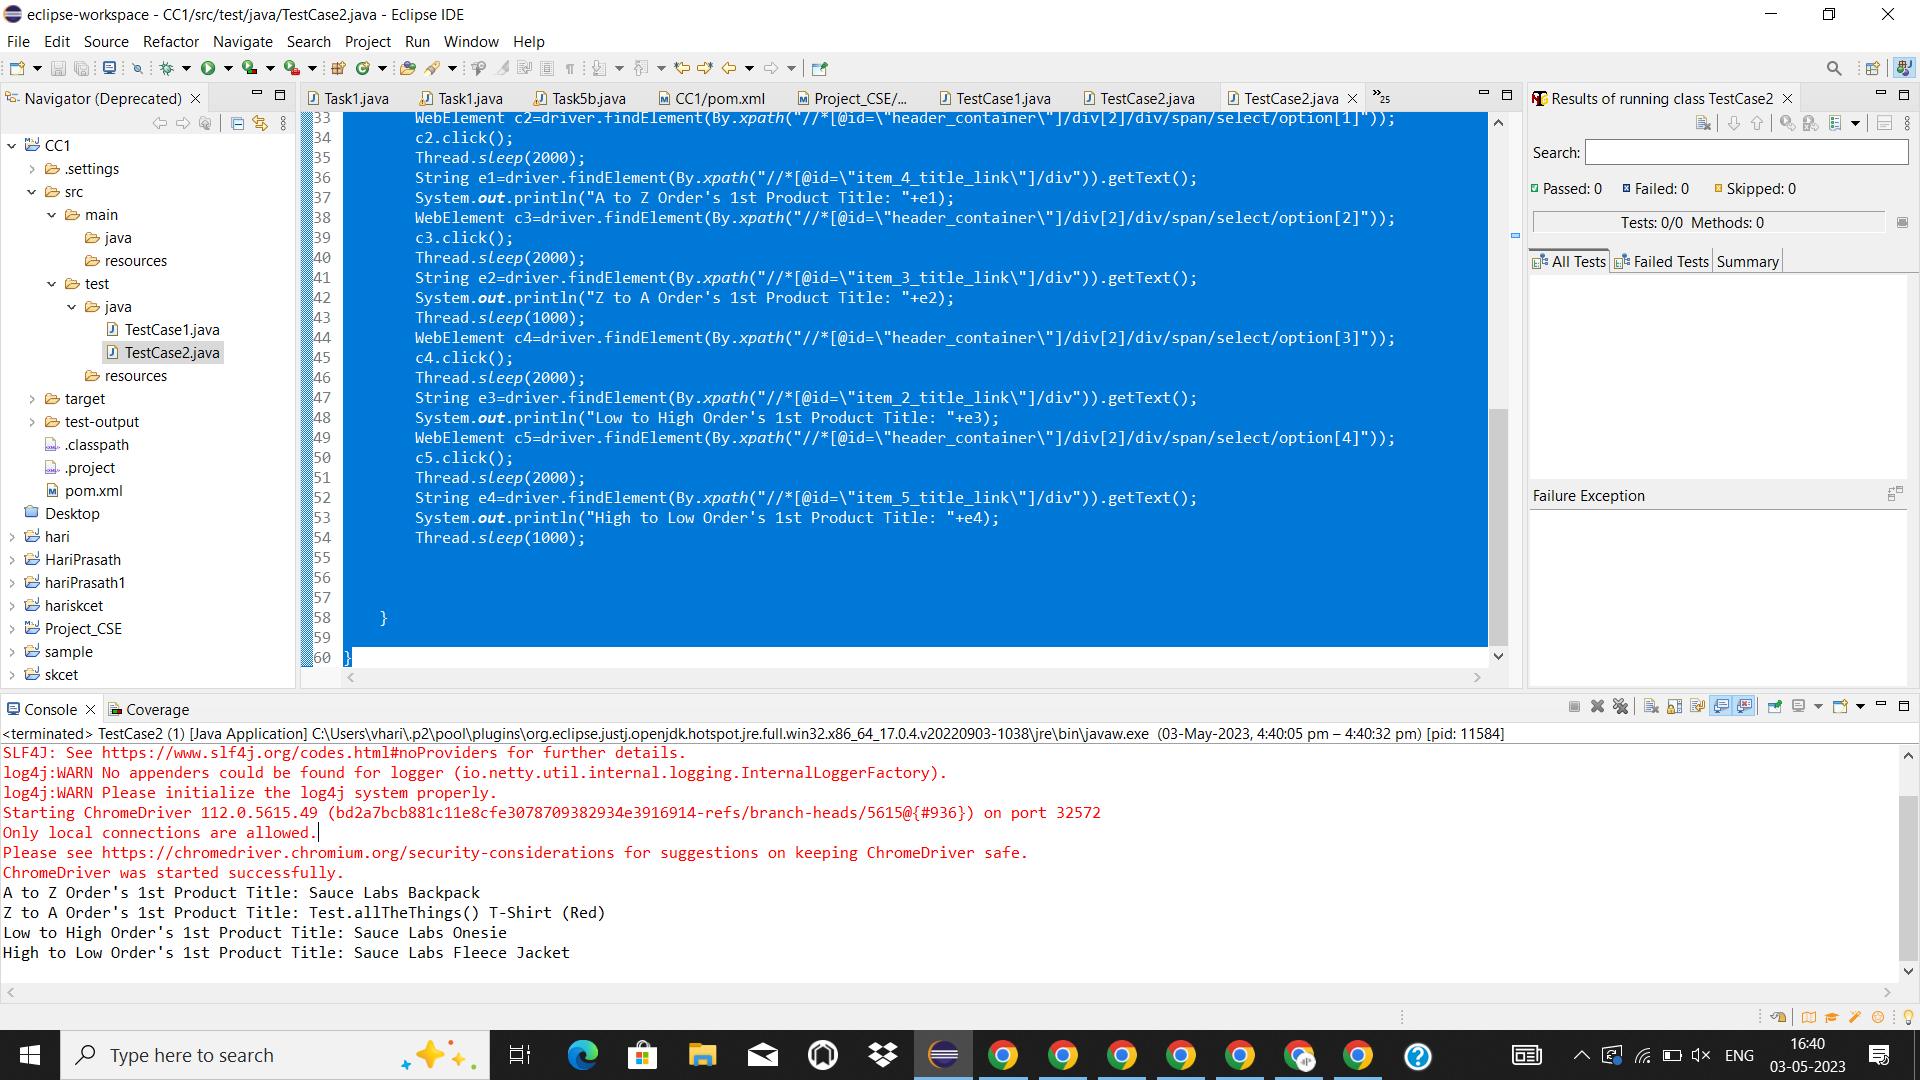 eclipse-workspace - CC1/src/test/java/TestCase2.java - Eclipse IDE
File Edit Source Refactor Navigate Search Project Run Window Help
Navigator (Deprecated)
CC1
.settings
src
main
java
resources
test
java
TestCase1.java
TestCase2.java
resources
target
test-output
.classpath
.project
pom.xml
Desktop
hari
HariPrasath
hariPrasath1
hariskcet
Project_CSE
sample
skcet
Task1.java Task1.java Task5b.java CC1/pom.xml Project_CSE/... TestCase1.java TestCase2.java TestCase2.java »25
33 WebElement c2=driver.findElement(By.xpath("//*[@id=\"header_container\"]/div[2]/div/span/select/option[1]"));
34 c2.click();
35 Thread.sleep(2000);
36 String e1=driver.findElement(By.xpath("//*[@id=\"item_4_title_link\"]/div")).getText();
37 System.out.println("A to Z Order's 1st Product Title: "+e1);
38 WebElement c3=driver.findElement(By.xpath("//*[@id=\"header_container\"]/div[2]/div/span/select/option[2]"));
39 c3.click();
40 Thread.sleep(2000);
41 String e2=driver.findElement(By.xpath("//*[@id=\"item_3_title_link\"]/div")).getText();
42 System.out.println("Z to A Order's 1st Product Title: "+e2);
43 Thread.sleep(1000);
44 WebElement c4=driver.findElement(By.xpath("//*[@id=\"header_container\"]/div[2]/div/span/select/option[3]"));
45 c4.click();
46 Thread.sleep(2000);
47 String e3=driver.findElement(By.xpath("//*[@id=\"item_2_title_link\"]/div")).getText();
48 System.out.println("Low to High Order's 1st Product Title: "+e3);
49 WebElement c5=driver.findElement(By.xpath("//*[@id=\"header_container\"]/div[2]/div/span/select/option[4]"));
50 c5.click();
51 Thread.sleep(2000);
52 String e4=driver.findElement(By.xpath("//*[@id=\"item_5_title_link\"]/div")).getText();
53 System.out.println("High to Low Order's 1st Product Title: "+e4);
54 Thread.sleep(1000);
55
56
57
58 }
59
60 }
Results of running class TestCase2
Search:
Passed: 0 Failed: 0 Skipped: 0
Tests: 0/0 Methods: 0
All Tests Failed Tests Summary
Failure Exception
Console Coverage
<terminated> TestCase2 (1) [Java Application] C:\Users\vhari\.p2\pool\plugins\org.eclipse.justj.openjdk.hotspot.jre.full.win32.x86_64_17.0.4.v20220903-1038\jre\bin\javaw.exe (03-May-2023, 4:40:05 pm – 4:40:32 pm) [pid: 11584]
SLF4J: See https://www.slf4j.org/codes.html#noProviders for further details.
log4j:WARN No appenders could be found for logger (io.netty.util.internal.logging.InternalLoggerFactory).
log4j:WARN Please initialize the log4j system properly.
Starting ChromeDriver 112.0.5615.49 (bd2a7bcb881c11e8cfe3078709382934e3916914-refs/branch-heads/5615@{#936}) on port 32572
Only local connections are allowed.
Please see https://chromedriver.chromium.org/security-considerations for suggestions on keeping ChromeDriver safe.
ChromeDriver was started successfully.
A to Z Order's 1st Product Title: Sauce Labs Backpack
Z to A Order's 1st Product Title: Test.allTheThings() T-Shirt (Red)
Low to High Order's 1st Product Title: Sauce Labs Onesie
High to Low Order's 1st Product Title: Sauce Labs Fleece Jacket
Type here to search
ENG
16:40
03-05-2023